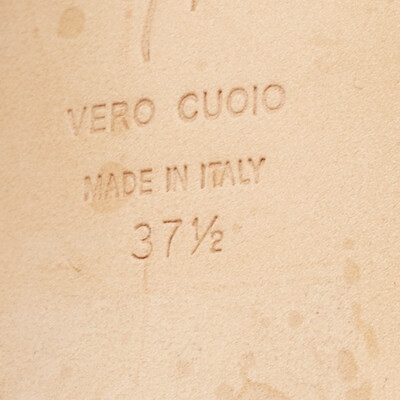 VERO CUOIO
MADE IN ITALY
37½